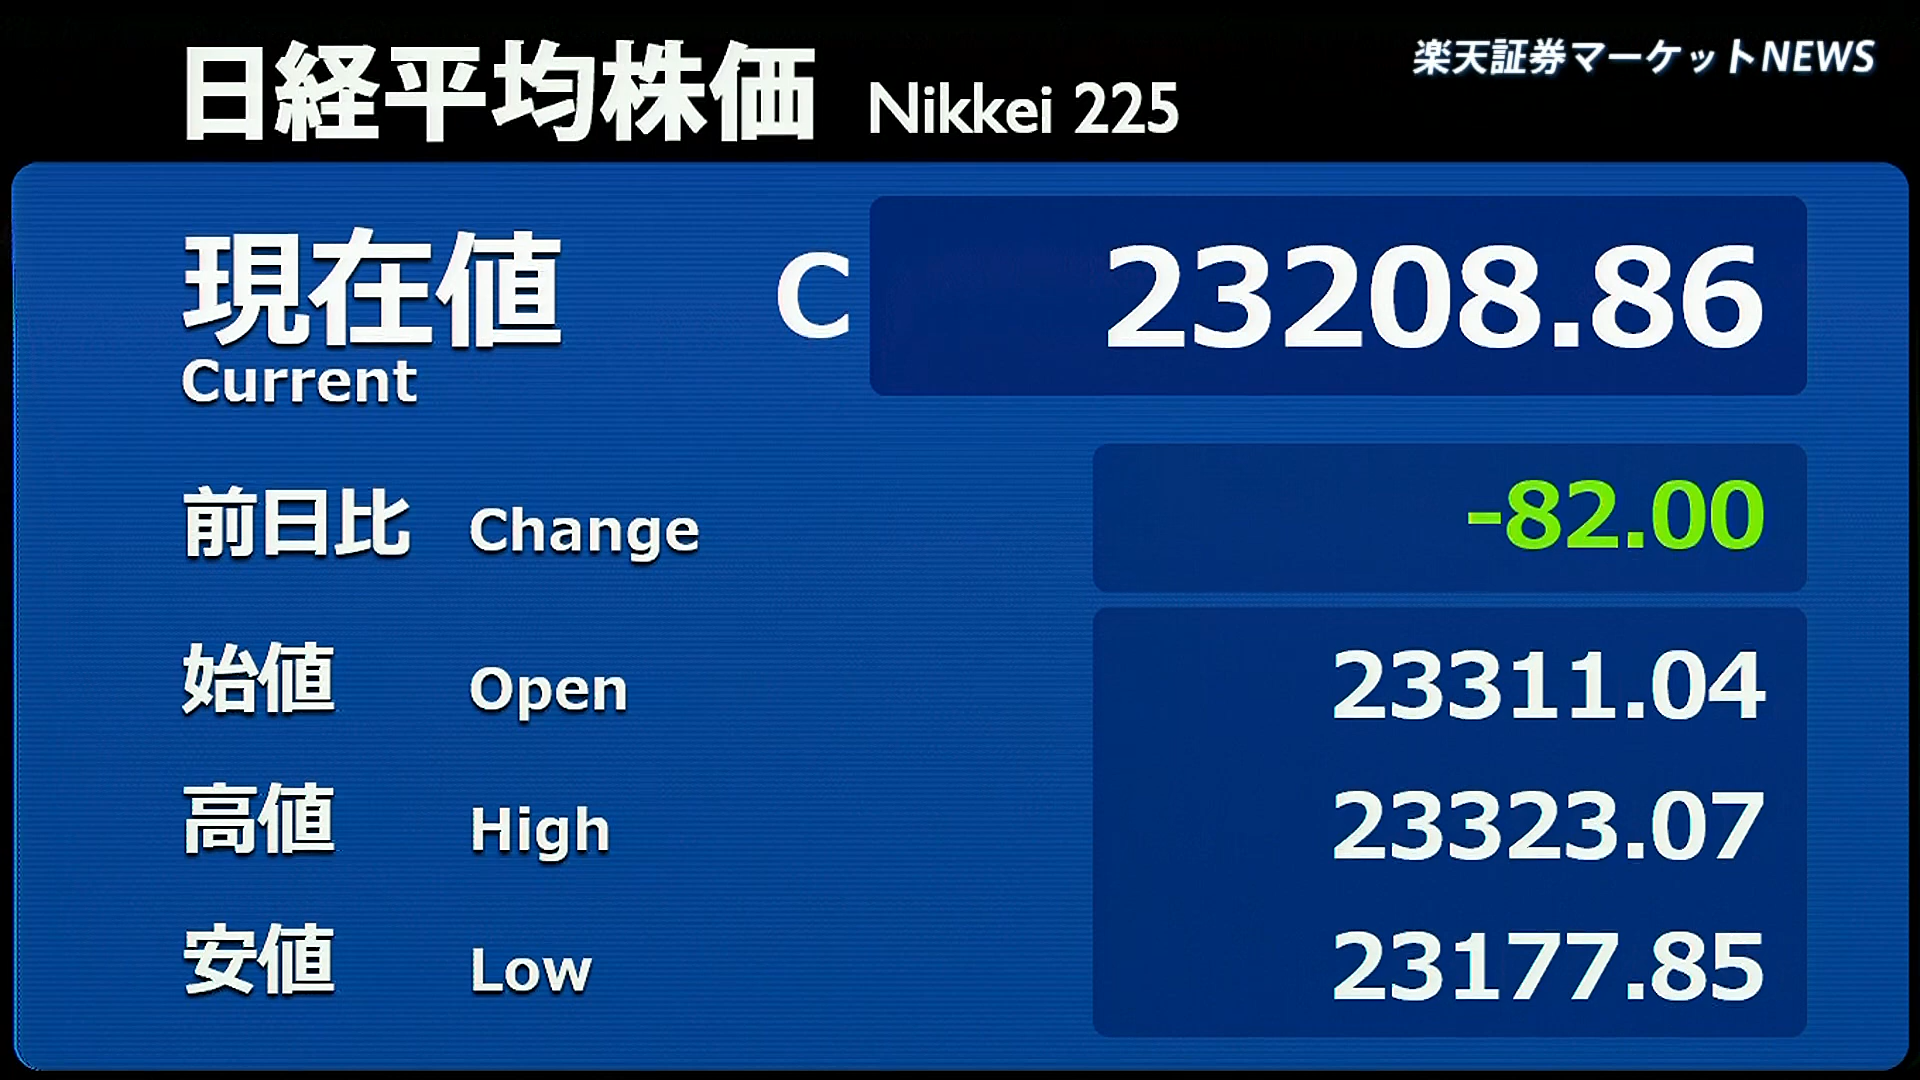 日経平均株価 Nikkei 225
楽天証券マーケットNEWS
現在値 C 23208.86
Current
前日比 Change -82.00
始値 Open 23311.04
高値 High 23323.07
安値 Low 23177.85